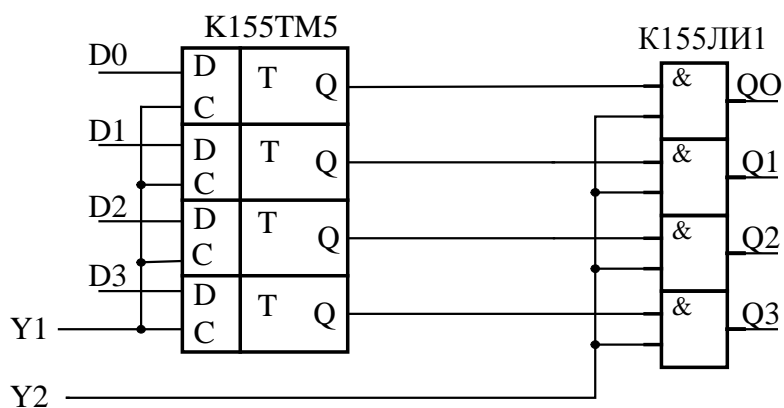 К155ТМ5
К155ЛИ1
D0 D T Q & QO
C
D1 D T Q & Q1
C
D2 D T Q & Q2
C
D3 D T Q & Q3
Y1 C
Y2